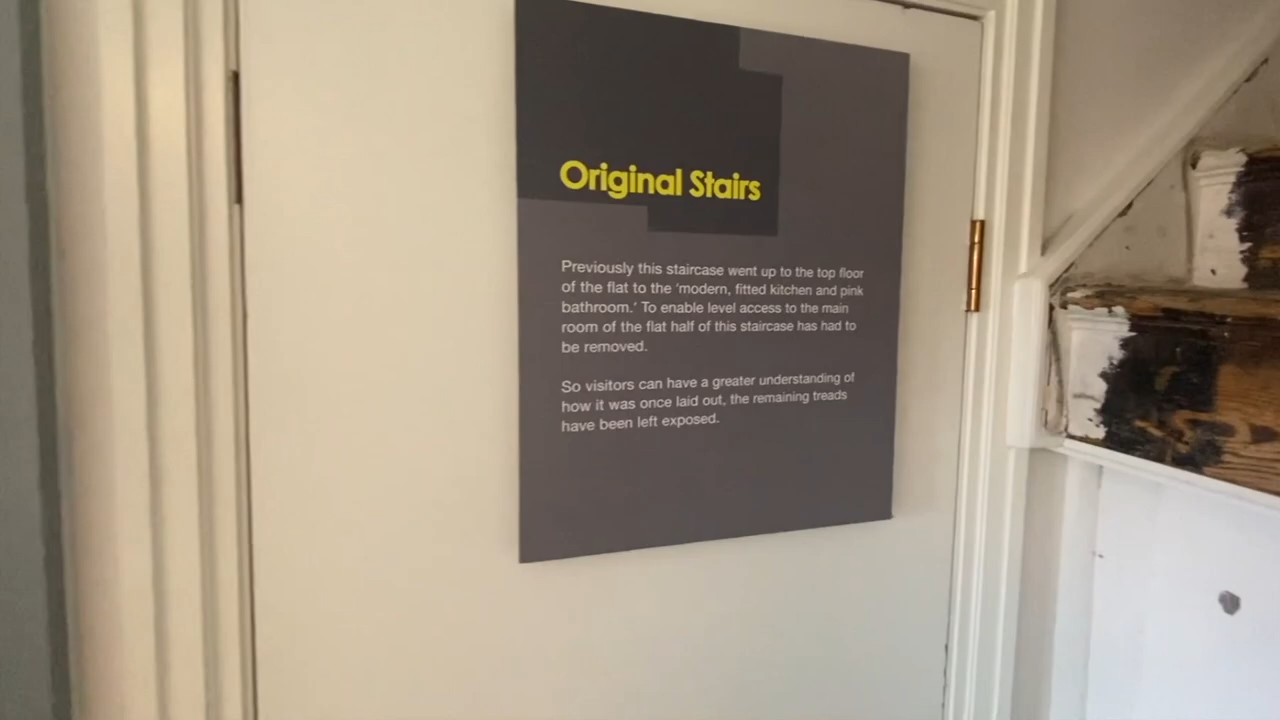 Original Stairs
Previously this staircase went up to the top floor
of the flat to the 'modern, fitted kitchen and pink
bathroom.' To enable level access to the main
room of the flat half of this staircase has had to
be removed.
So visitors can have a greater understanding of
how it was once laid out, the remaining treads
have been left exposed.